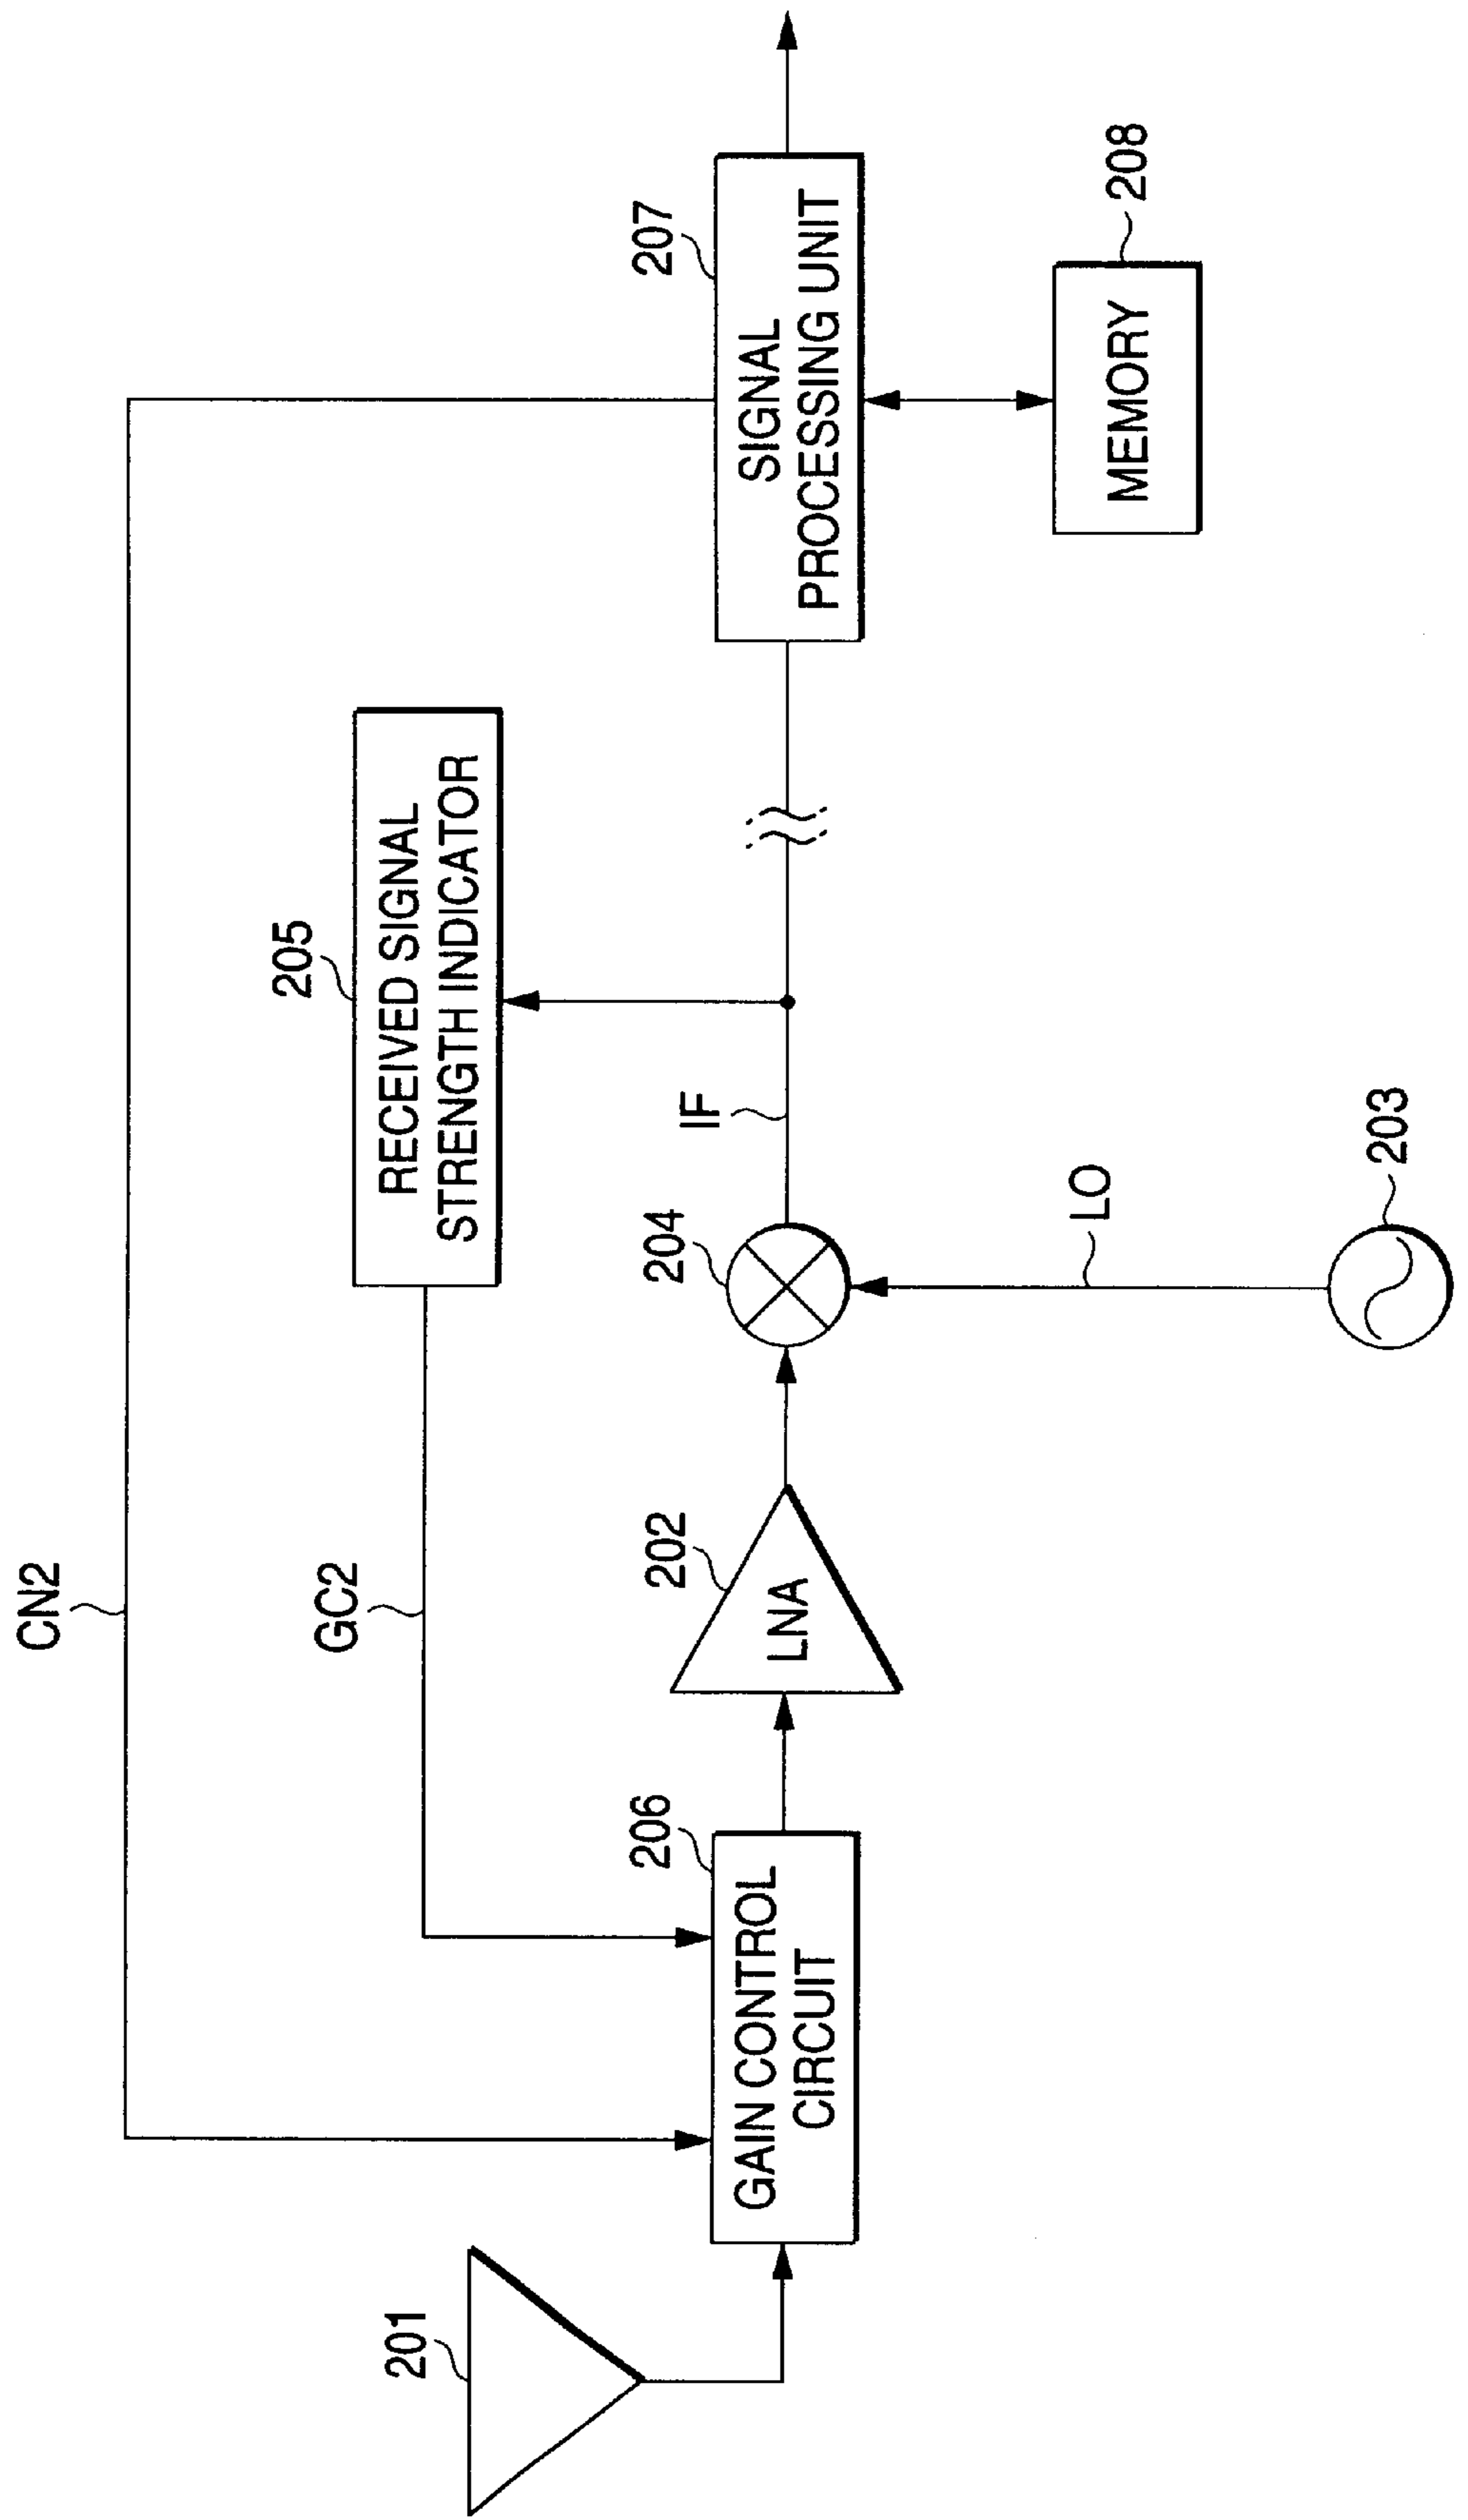 CN2
GC2
205
RECEIVED SIGNAL
STRENGTH INDICATOR
207
SIGNAL
PROCESSING UNIT
201
206
GAIN CONTROL
CIRCUIT
202
LNA
204
IF
LO
203
MEMORY
208